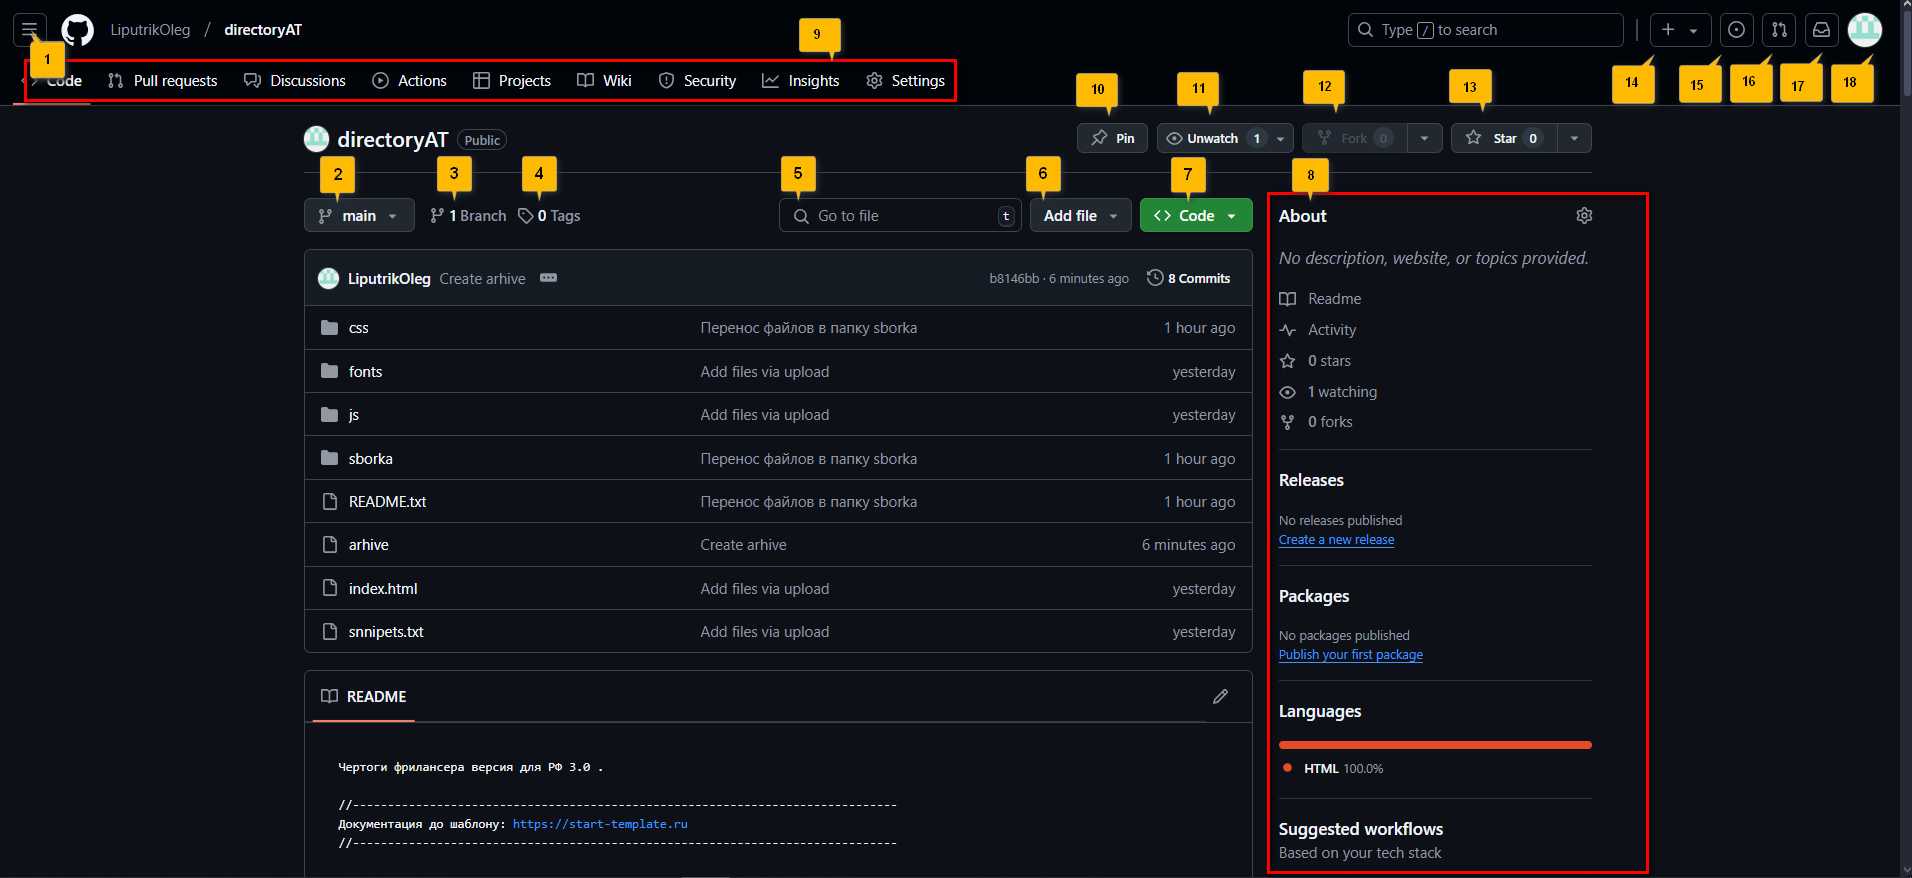 LiputrikOleg / directoryAT
Type / to search
1
9
Code Pull requests Discussions Actions Projects Wiki Security Insights Settings
10 11 12 13 14 15 16 17 18
directoryAT Public
Pin Unwatch 1 Fork 0 Star 0
2 3 4 5 6 7 8
main 1 Branch 0 Tags Go to file t Add file Code
LiputrikOleg Create arhive b8146bb · 6 minutes ago 8 Commits
css Перенос файлов в папку sborka 1 hour ago
fonts Add files via upload yesterday
js Add files via upload yesterday
sborka Перенос файлов в папку sborka 1 hour ago
README.txt Перенос файлов в папку sborka 1 hour ago
arhive Create arhive 6 minutes ago
index.html Add files via upload yesterday
snnipets.txt Add files via upload yesterday
README
Чертоги фрилансера версия для РФ 3.0 .
//------------------------------------------------------------------------------
Документация до шаблону: https://start-template.ru
//------------------------------------------------------------------------------
About
No description, website, or topics provided.
Readme
Activity
0 stars
1 watching
0 forks
Releases
No releases published
Create a new release
Packages
No packages published
Publish your first package
Languages
HTML 100.0%
Suggested workflows
Based on your tech stack